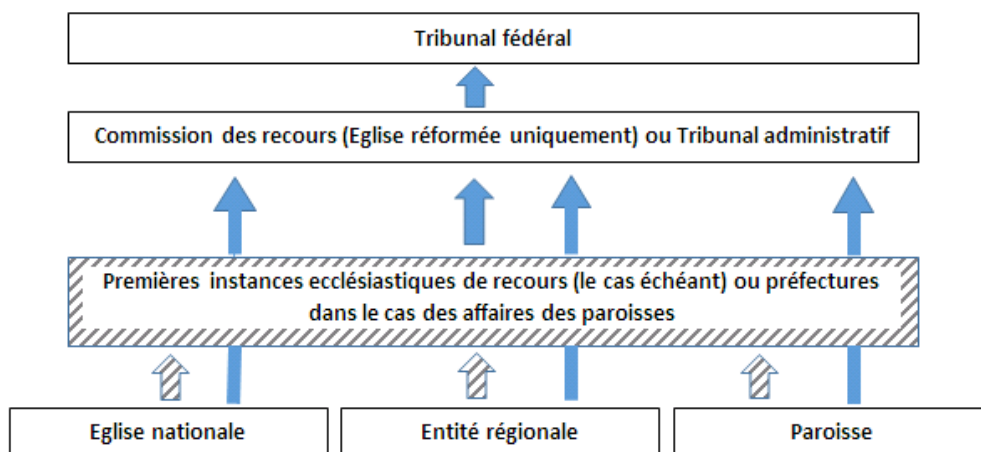 Tribunal fédéral
Commission des recours (Eglise réformée uniquement) ou Tribunal administratif
Premières instances ecclésiastiques de recours (le cas échéant) ou préfectures
dans le cas des affaires des paroisses
Eglise nationale
Entité régionale
Paroisse